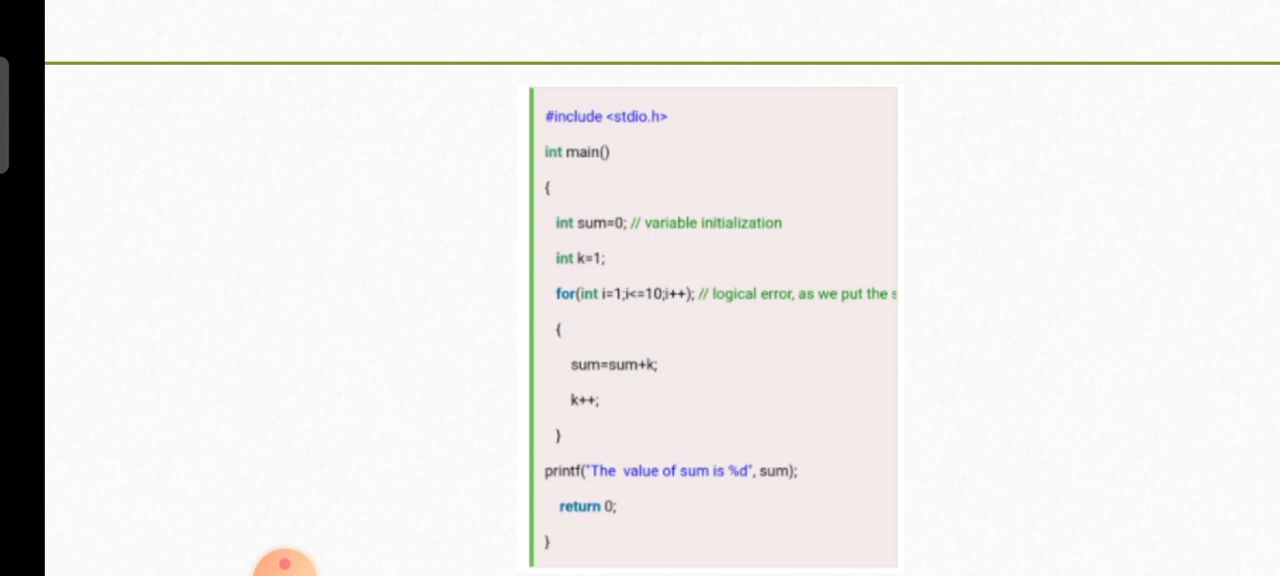 #include <stdio.h>
int main()
{
int sum=0; // variable initialization
int k=1;
for(int i=1;i<=10;i++); // logical error, as we put the s
{
sum=sum+k;
k++;
}
printf("The  value of sum is %d", sum);
return 0;
}